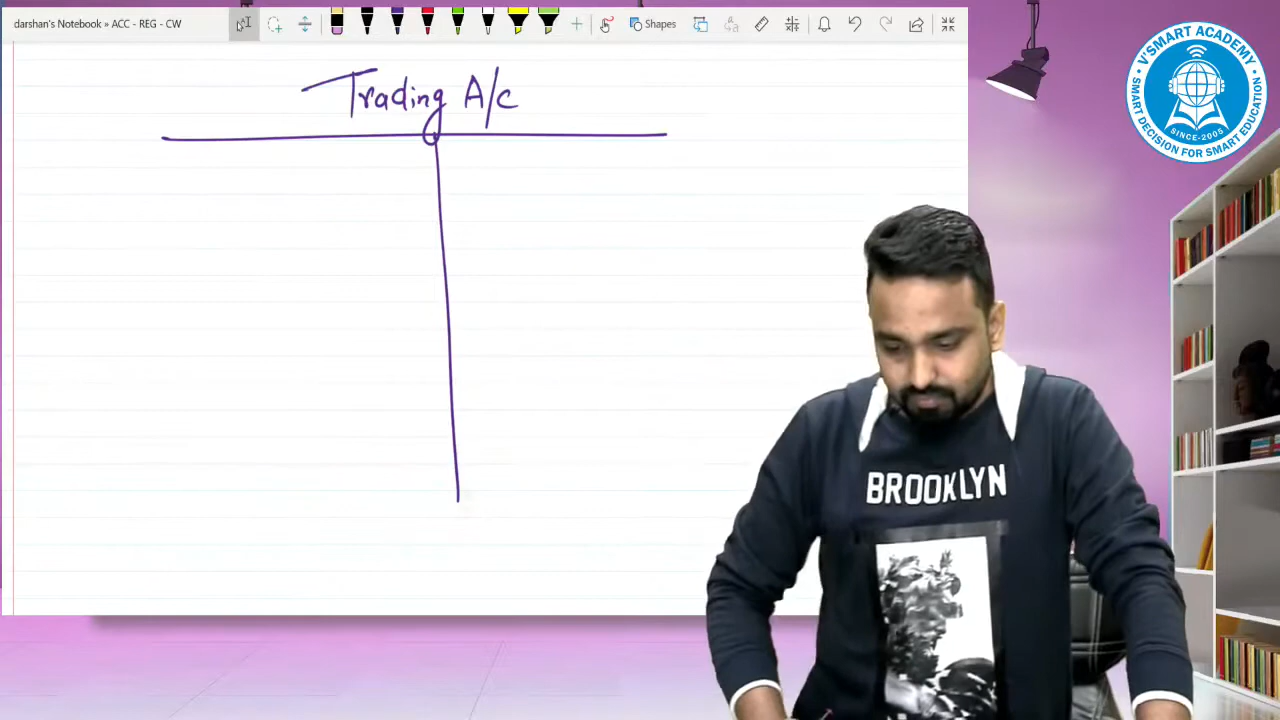 darshan's Notebook » ACC - REG - CW
Shapes
Trading A/c
V'SMART ACADEMY
SINCE-2005
SMART DECISION FOR SMART EDUCATION
BROOKLYN